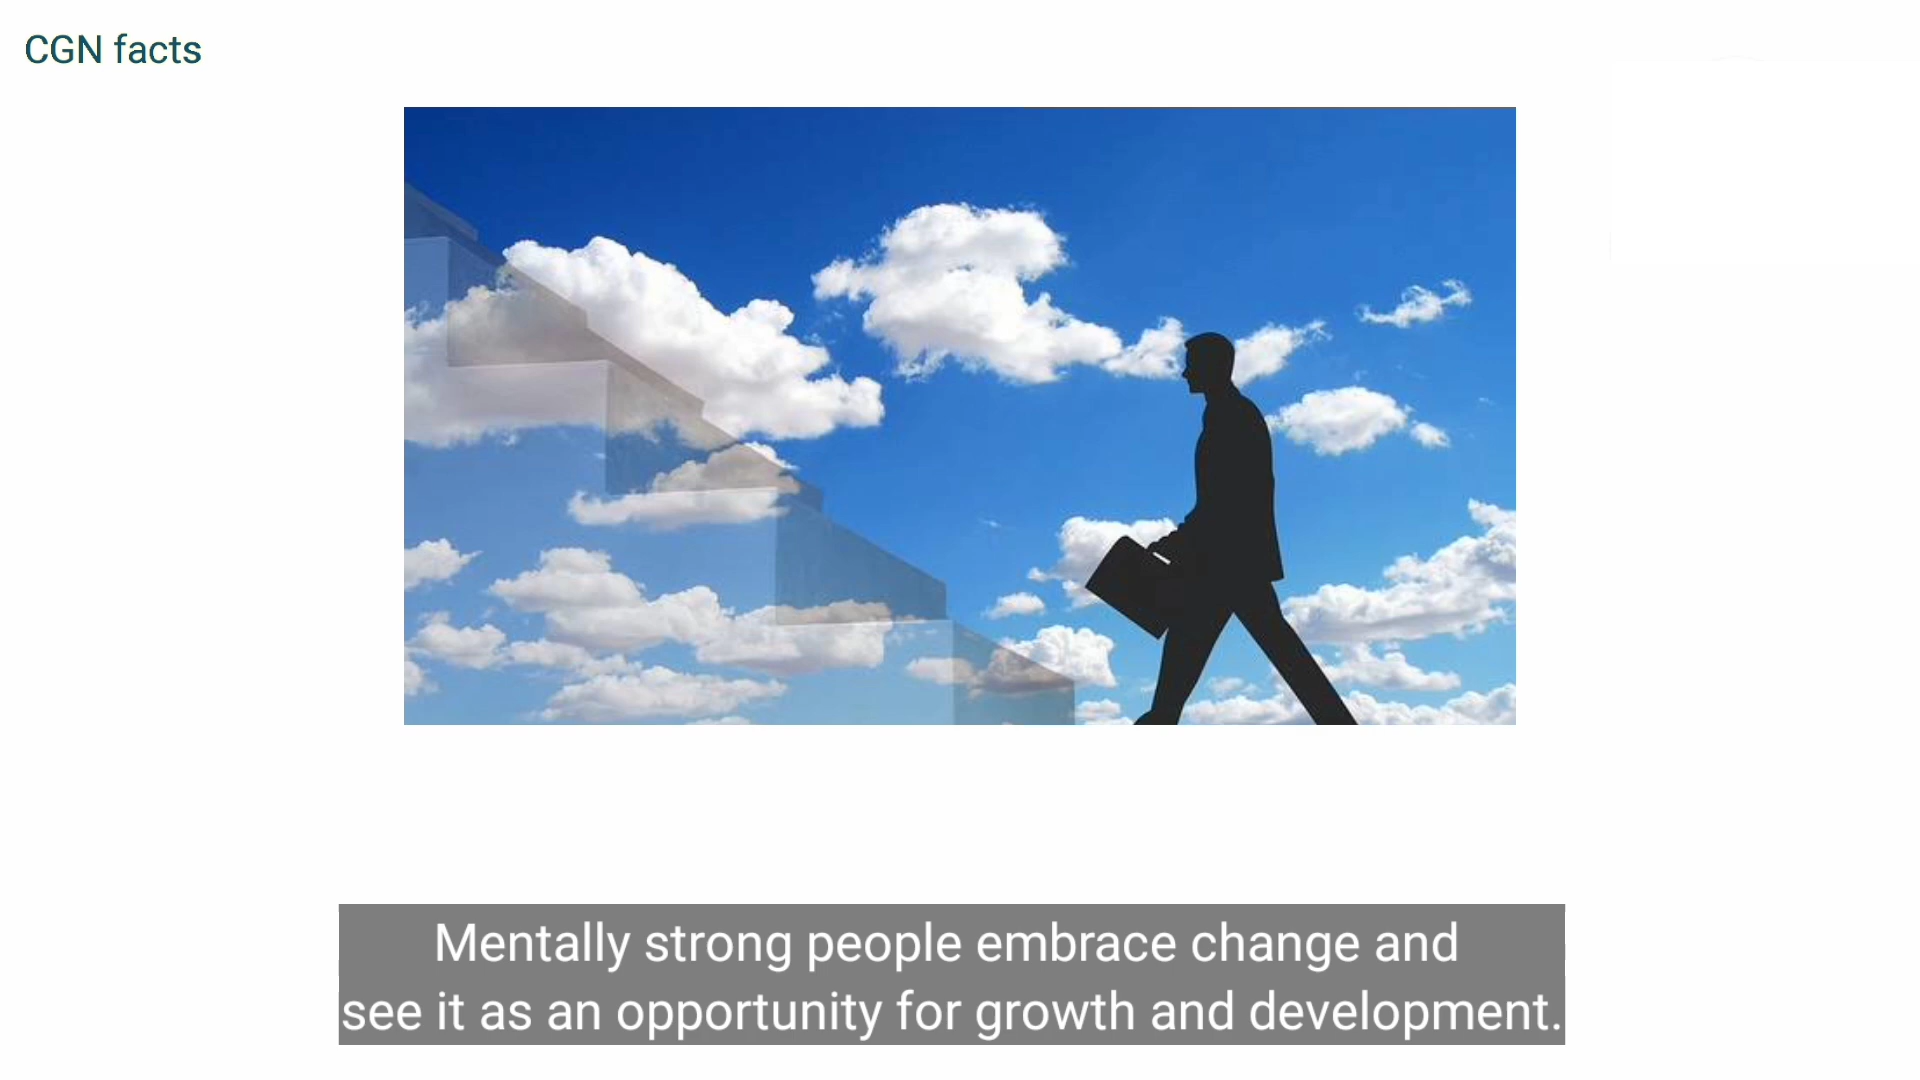 CGN facts
Mentally strong people embrace change and
see it as an opportunity for growth and development.